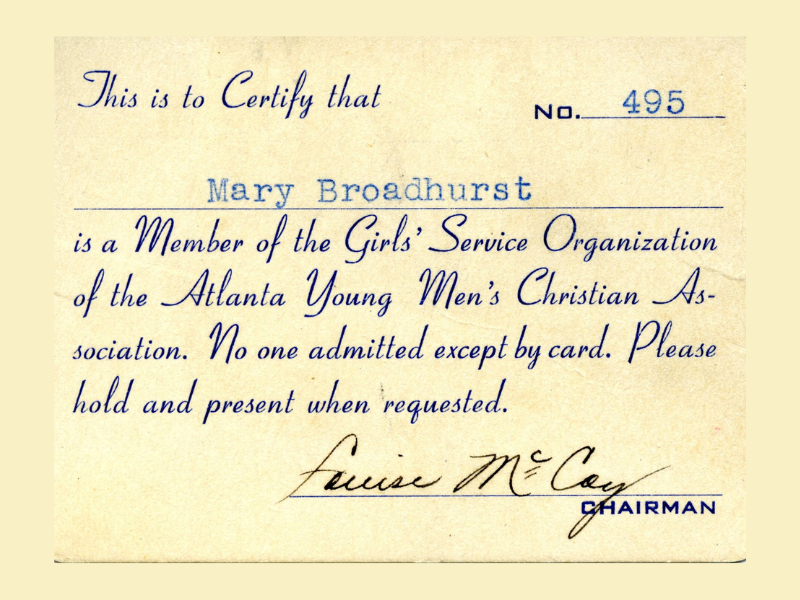 This is to Certify that
No. 495
Mary Broadhurst
is a Member of the Girls' Service Organization
of the Atlanta Young Men's Christian As-
sociation. No one admitted except by card. Please
hold and present when requested.
Louise McCoy
CHAIRMAN